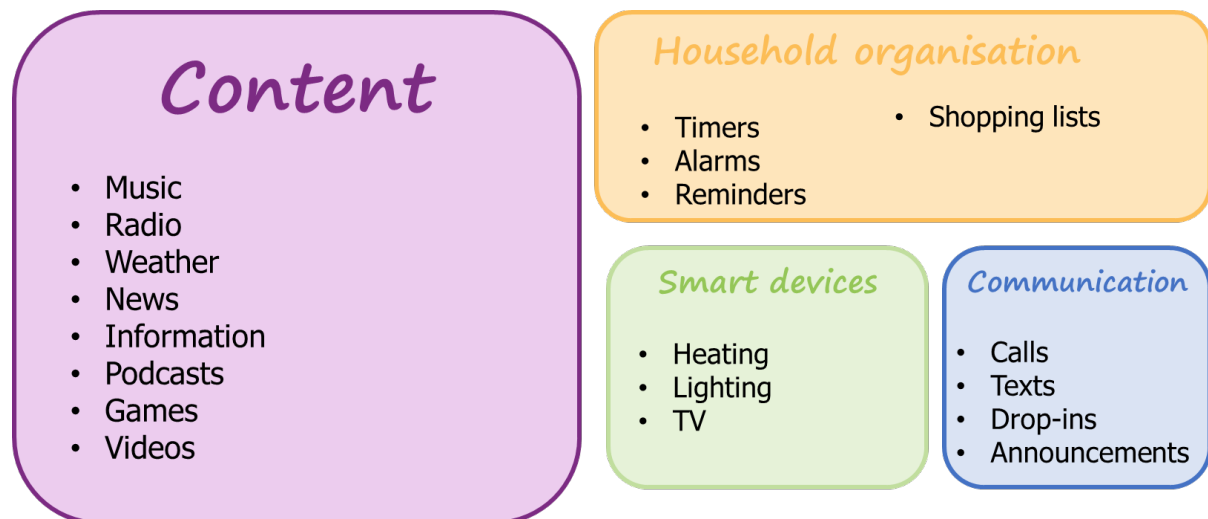 Content
• Music
• Radio
• Weather
• News
• Information
• Podcasts
• Games
• Videos
Household organisation
• Timers
• Alarms
• Reminders
• Shopping lists
Smart devices
• Heating
• Lighting
• TV
Communication
• Calls
• Texts
• Drop-ins
• Announcements